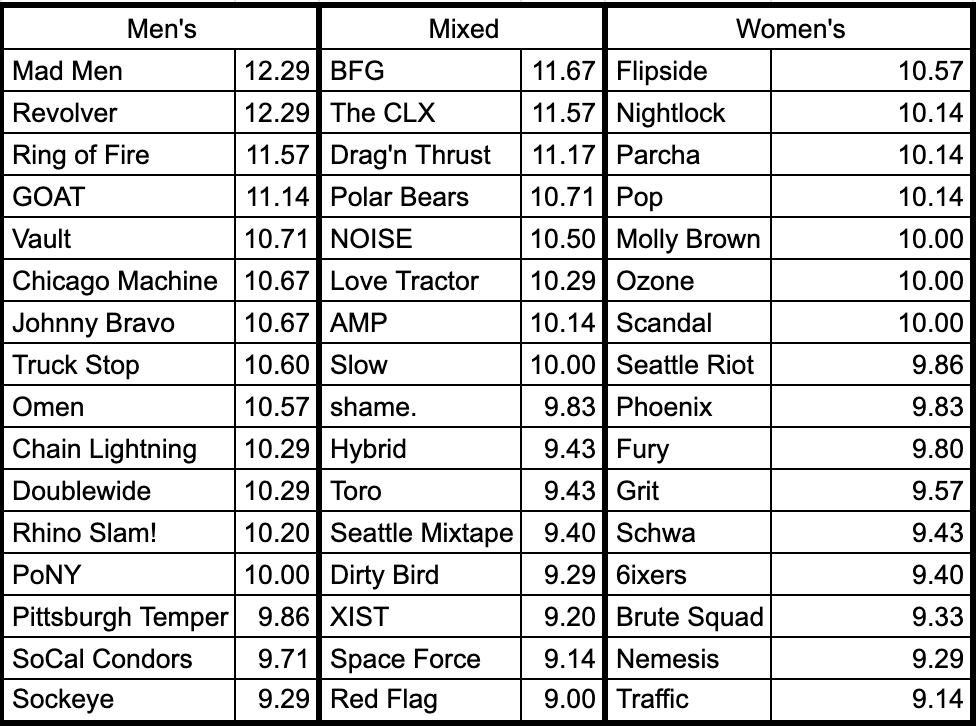 Men's Mixed Women's
Mad Men 12.29 BFG 11.67 Flipside 10.57
Revolver 12.29 The CLX 11.57 Nightlock 10.14
Ring of Fire 11.57 Drag'n Thrust 11.17 Parcha 10.14
GOAT 11.14 Polar Bears 10.71 Pop 10.14
Vault 10.71 NOISE 10.50 Molly Brown 10.00
Chicago Machine 10.67 Love Tractor 10.29 Ozone 10.00
Johnny Bravo 10.67 AMP 10.14 Scandal 10.00
Truck Stop 10.60 Slow 10.00 Seattle Riot 9.86
Omen 10.57 shame. 9.83 Phoenix 9.83
Chain Lightning 10.29 Hybrid 9.43 Fury 9.80
Doublewide 10.29 Toro 9.43 Grit 9.57
Rhino Slam! 10.20 Seattle Mixtape 9.40 Schwa 9.43
PoNY 10.00 Dirty Bird 9.29 6ixers 9.40
Pittsburgh Temper 9.86 XIST 9.20 Brute Squad 9.33
SoCal Condors 9.71 Space Force 9.14 Nemesis 9.29
Sockeye 9.29 Red Flag 9.00 Traffic 9.14